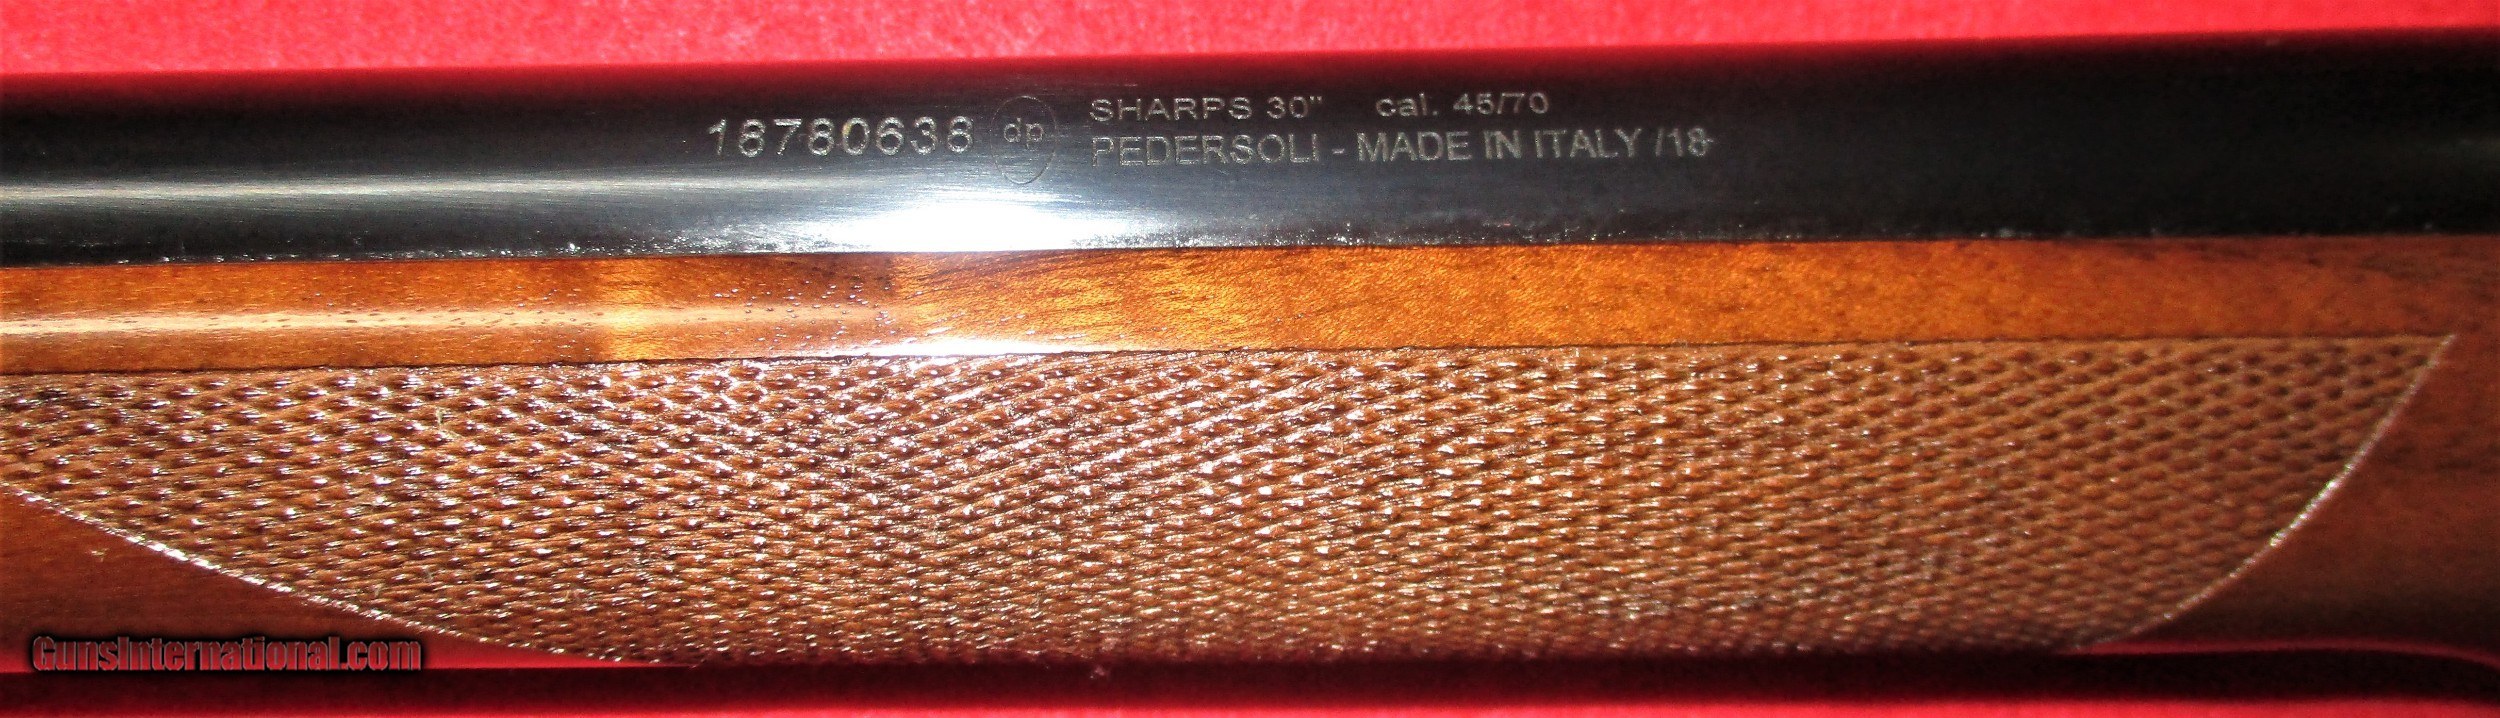 18780638 dp SHARPS 30" cal. 45/70
PEDERSOLI - MADE IN ITALY /18
GunsInternational.com